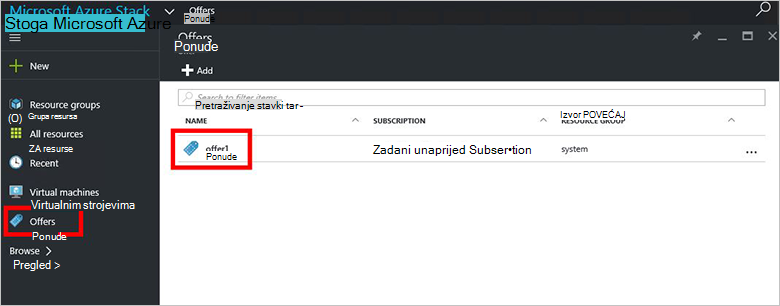 Microsoft Azure Stack
Stoga Microsoft Azure
Offers
Ponude
Offers
Ponude
New
Add
Search to filter items...
Pretraživanje stavki tar -
Resource groups
(O) Grupa resursa
All resources
ZA resurse
Recent
NAME
SUBSCRIPTION
Izvor POVEĆAJ
RESOURCE GROUP
offer1
Ponude
Zadani unaprijed Subser•tion
system
...
Virtual machines
Virtualnim strojevima
Offers
Ponude
Browse >
Pregled >